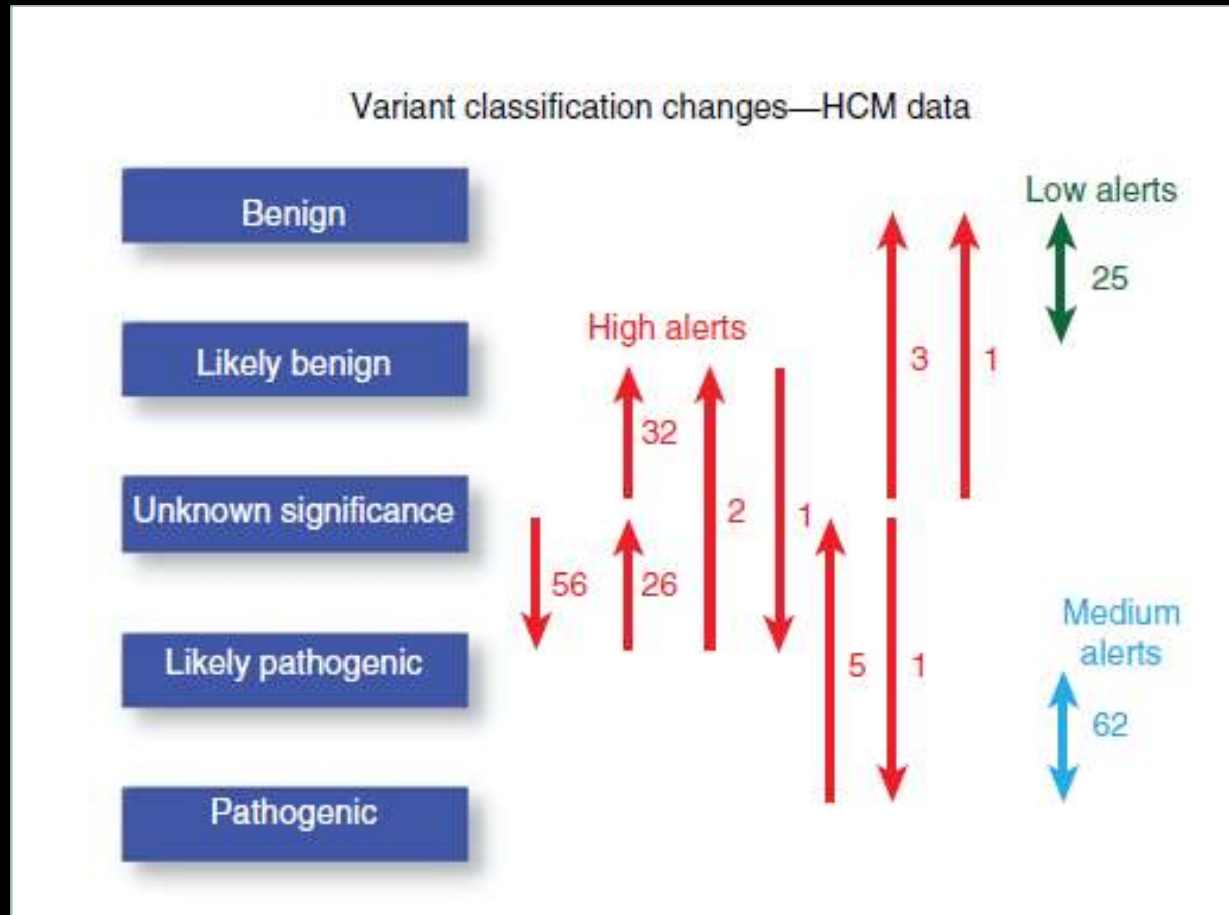 Variant classification changes—HCM data
Benign
Low alerts
25
High alerts
Likely benign
3
1
32
Unknown significance
2
1
56
26
Medium
alerts
Likely pathogenic
5
1
62
Pathogenic